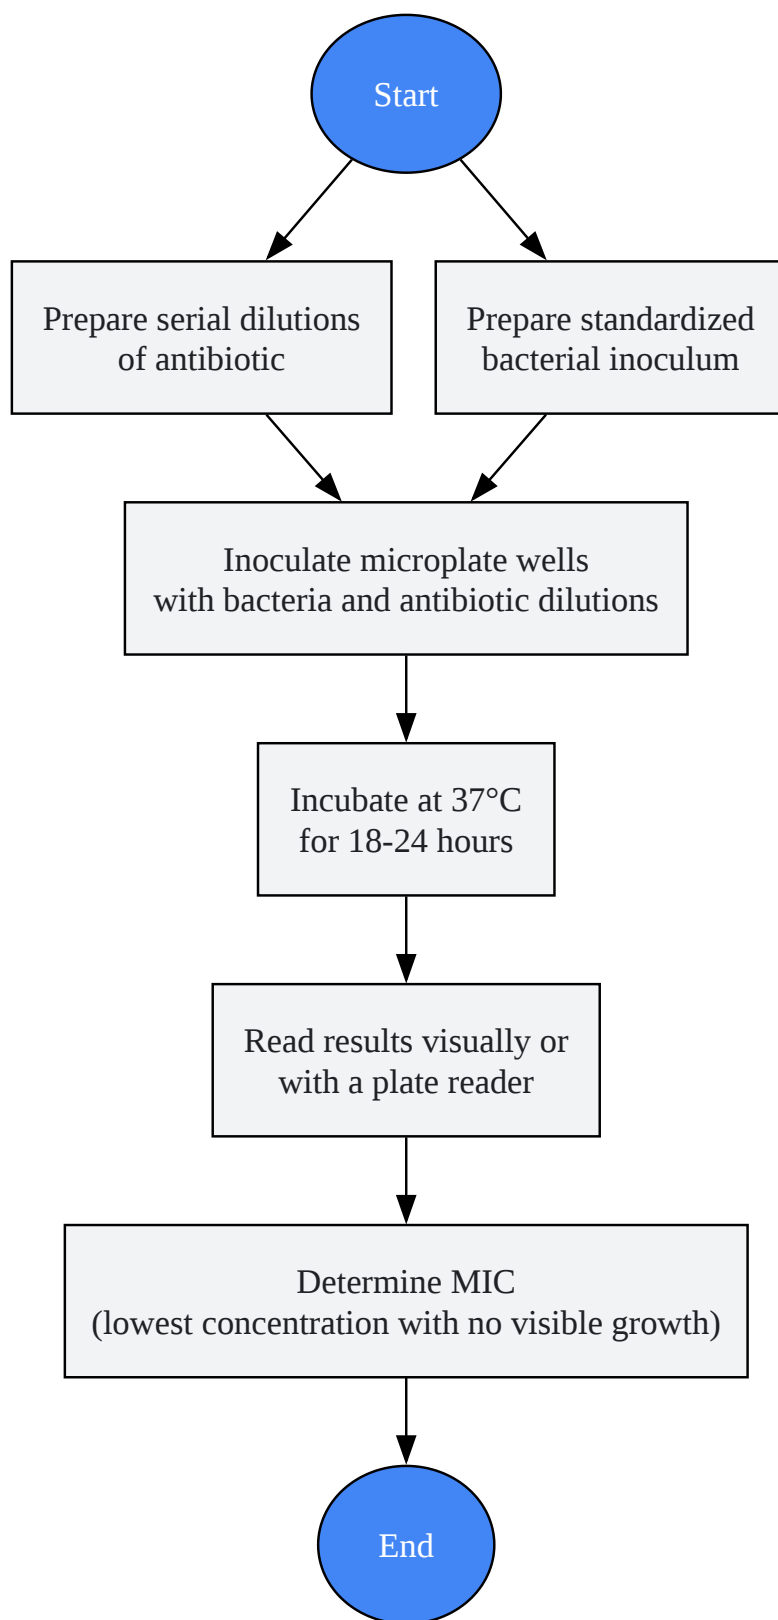 Start
Prepare serial dilutions
of antibiotic
Prepare standardized
bacterial inoculum
Inoculate microplate wells
with bacteria and antibiotic dilutions
Incubate at 37°C
for 18-24 hours
Read results visually or
with a plate reader
Determine MIC
(lowest concentration with no visible growth)
End